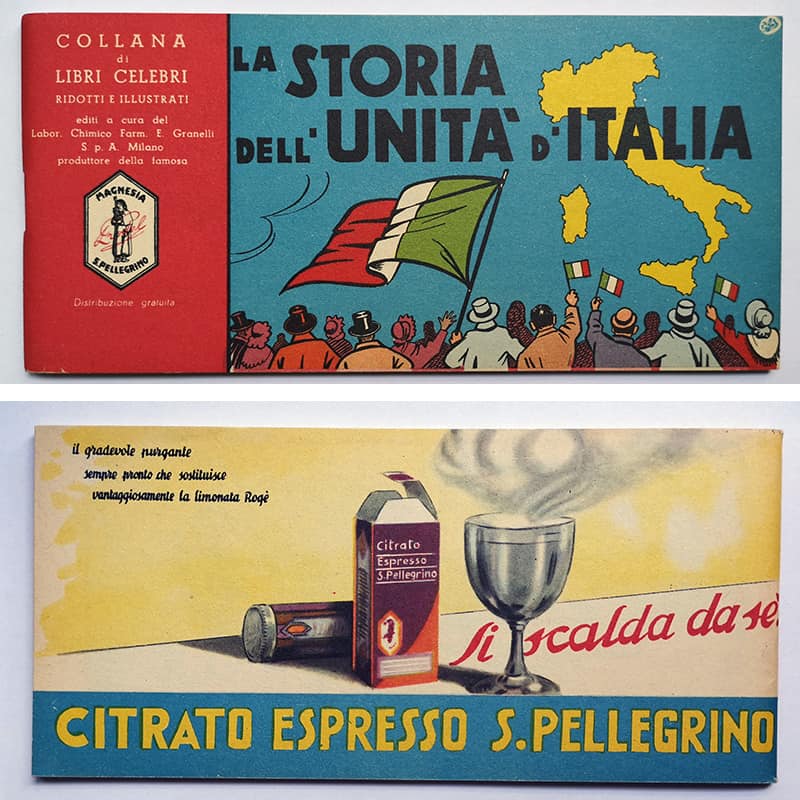 COLLANA
di
LIBRI CELEBRI
RIDOTTI E ILLUSTRATI
editi a cura del
Labor. Chimico Farm. E. Granelli
S. p. A. Milano
produttore della famosa
MAGNESIA
S. PELLEGRINO
Distribuzione gratuita
LA STORIA
DELL'UNITA' D'ITALIA
il gradevole purgante
sempre pronto che sostituisce
vantaggiosamente la limonata Rogè
Citrato
Espresso
S. Pellegrino
Si scalda da sè
CITRATO ESPRESSO S. PELLEGRINO